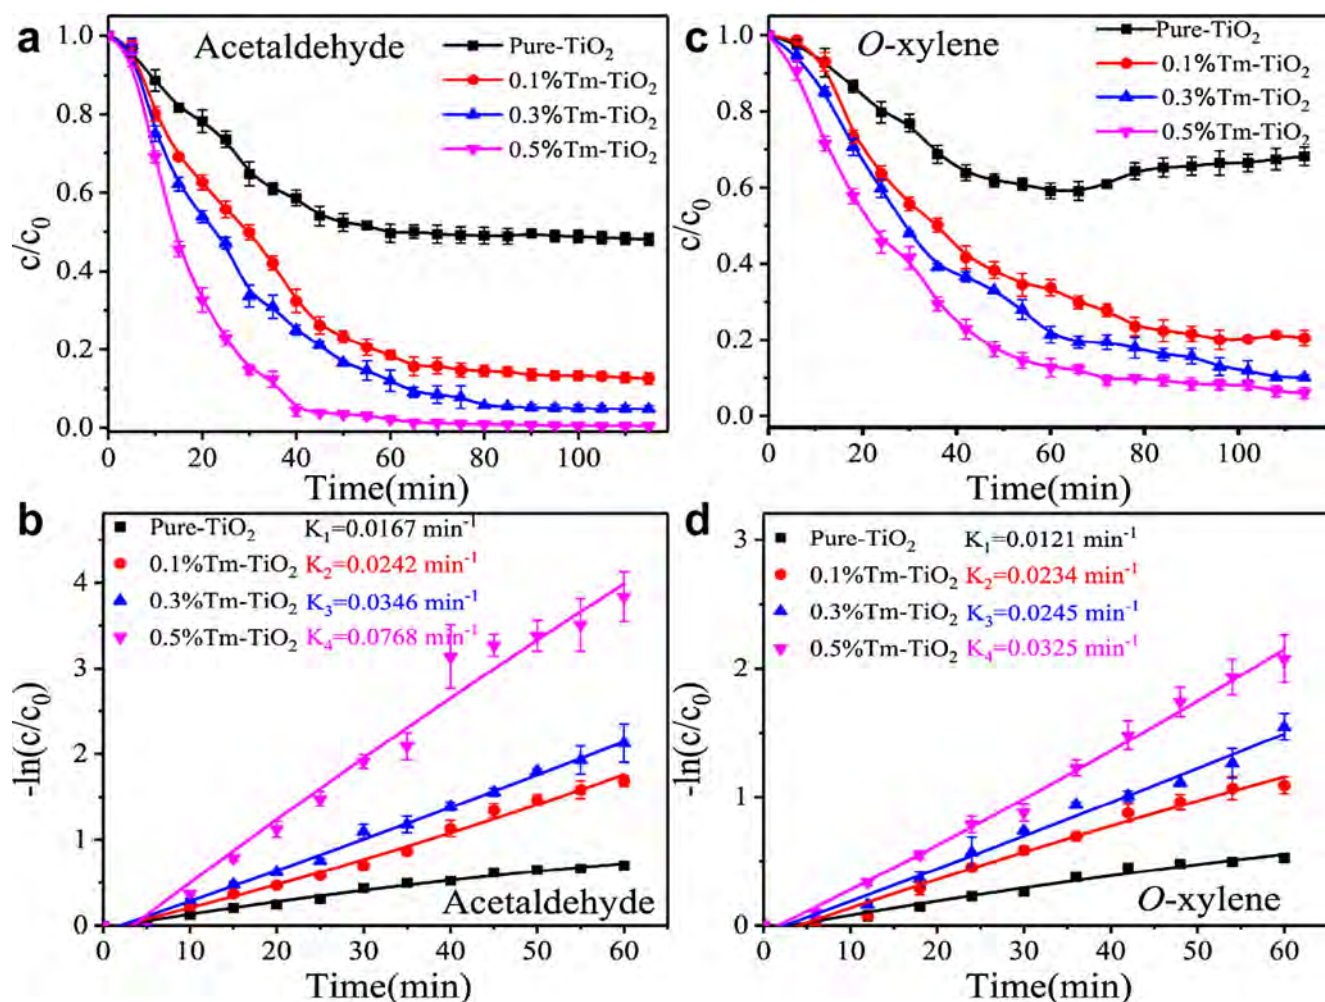 a
Acetaldehyde
Pure-TiO₂
0.1%Tm-TiO₂
0.3%Tm-TiO₂
0.5%Tm-TiO₂
1.0
0.8
0.6
0.4
0.2
0.0
c/c₀
0 20 40 60 80 100
Time(min)
c
O-xylene
Pure-TiO₂
0.1%Tm-TiO₂
0.3%Tm-TiO₂
0.5%Tm-TiO₂
1.0
0.8
0.6
0.4
0.2
0.0
c/c₀
0 20 40 60 80 100
Time(min)
b
Pure-TiO₂ K₁=0.0167 min⁻¹
0.1%Tm-TiO₂ K₂=0.0242 min⁻¹
0.3%Tm-TiO₂ K₃=0.0346 min⁻¹
0.5%Tm-TiO₂ K₄=0.0768 min⁻¹
4
3
2
1
0
-ln(c/c₀)
Acetaldehyde
0 10 20 30 40 50 60
Time(min)
d
Pure-TiO₂ K₁=0.0121 min⁻¹
0.1%Tm-TiO₂ K₂=0.0234 min⁻¹
0.3%Tm-TiO₂ K₃=0.0245 min⁻¹
0.5%Tm-TiO₂ K₄=0.0325 min⁻¹
3
2
1
0
-ln(c/c₀)
O-xylene
0 10 20 30 40 50 60
Time(min)